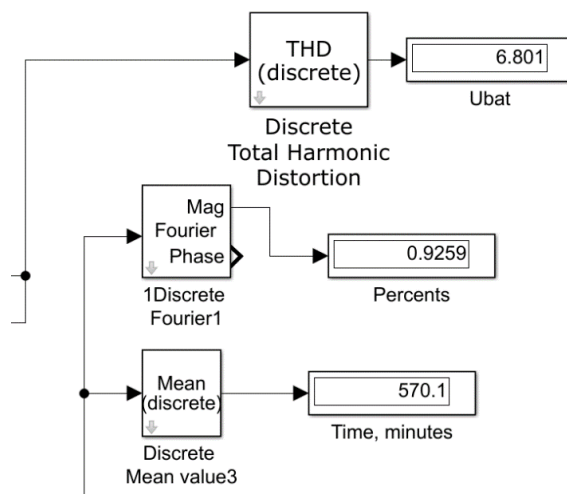 THD
(discrete)
6.801
Ubat
Discrete
Total Harmonic
Distortion
Mag
Fourier
Phase
0.9259
1Discrete
Fourier1
Percents
Mean
(discrete)
570.1
Time, minutes
Discrete
Mean value3